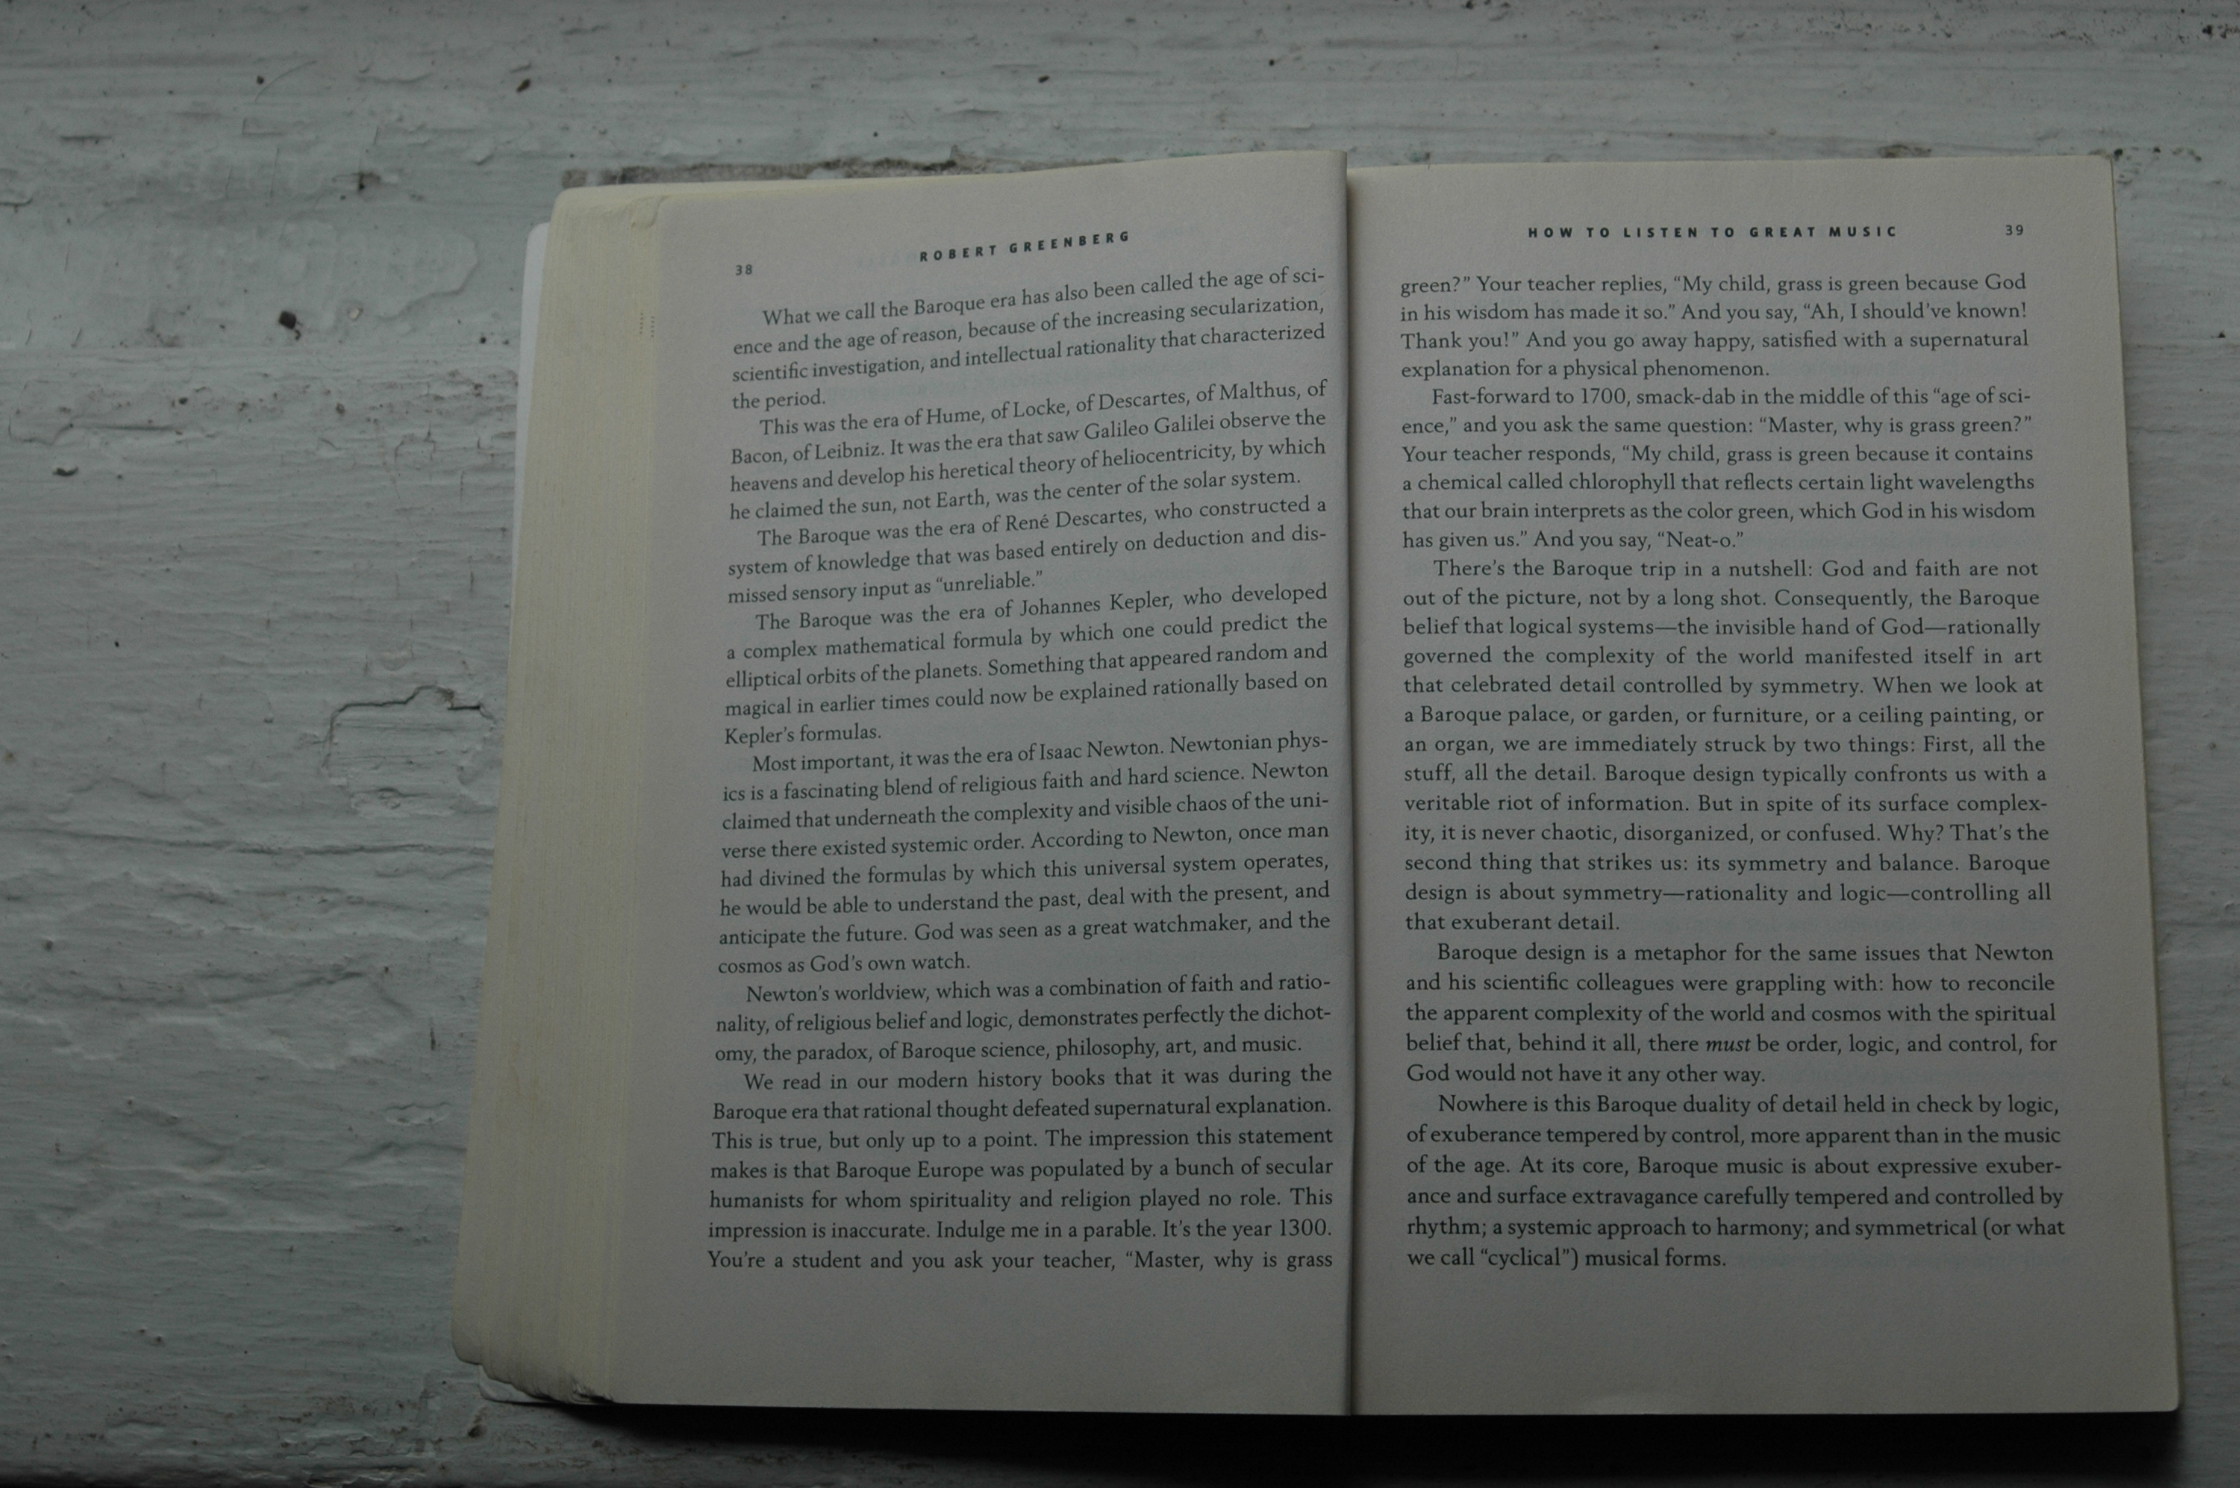 38
ROBERT GREENBERG
What we call the Baroque era has also been called the age of sci-
ence and the age of reason, because of the increasing secularization,
scientific investigation, and intellectual rationality that characterized
the period.
This was the era of Hume, of Locke, of Descartes, of Malthus, of
Bacon, of Leibniz. It was the era that saw Galileo Galilei observe the
heavens and develop his heretical theory of heliocentricity, by which
he claimed the sun, not Earth, was the center of the solar system.
The Baroque was the era of René Descartes, who constructed a
system of knowledge that was based entirely on deduction and dis-
missed sensory input as “unreliable.”
The Baroque was the era of Johannes Kepler, who developed
a complex mathematical formula by which one could predict the
elliptical orbits of the planets. Something that appeared random and
magical in earlier times could now be explained rationally based on
Kepler’s formulas.
Most important, it was the era of Isaac Newton. Newtonian phys-
ics is a fascinating blend of religious faith and hard science. Newton
claimed that underneath the complexity and visible chaos of the uni-
verse there existed systemic order. According to Newton, once man
had divined the formulas by which this universal system operates,
he would be able to understand the past, deal with the present, and
anticipate the future. God was seen as a great watchmaker, and the
cosmos as God’s own watch.
Newton’s worldview, which was a combination of faith and ratio-
nality, of religious belief and logic, demonstrates perfectly the dichot-
omy, the paradox, of Baroque science, philosophy, art, and music.
We read in our modern history books that it was during the
Baroque era that rational thought defeated supernatural explanation.
This is true, but only up to a point. The impression this statement
makes is that Baroque Europe was populated by a bunch of secular
humanists for whom spirituality and religion played no role. This
impression is inaccurate. Indulge me in a parable. It’s the year 1300.
You’re a student and you ask your teacher, “Master, why is grass
HOW TO LISTEN TO GREAT MUSIC
39
green?” Your teacher replies, “My child, grass is green because God
in his wisdom has made it so.” And you say, “Ah, I should’ve known!
Thank you!” And you go away happy, satisfied with a supernatural
explanation for a physical phenomenon.
Fast-forward to 1700, smack-dab in the middle of this “age of sci-
ence,” and you ask the same question: “Master, why is grass green?”
Your teacher responds, “My child, grass is green because it contains
a chemical called chlorophyll that reflects certain light wavelengths
that our brain interprets as the color green, which God in his wisdom
has given us.” And you say, “Neat-o.”
There’s the Baroque trip in a nutshell: God and faith are not
out of the picture, not by a long shot. Consequently, the Baroque
belief that logical systems—the invisible hand of God—rationally
governed the complexity of the world manifested itself in art
that celebrated detail controlled by symmetry. When we look at
a Baroque palace, or garden, or furniture, or a ceiling painting, or
an organ, we are immediately struck by two things: First, all the
stuff, all the detail. Baroque design typically confronts us with a
veritable riot of information. But in spite of its surface complex-
ity, it is never chaotic, disorganized, or confused. Why? That’s the
second thing that strikes us: its symmetry and balance. Baroque
design is about symmetry—rationality and logic—controlling all
that exuberant detail.
Baroque design is a metaphor for the same issues that Newton
and his scientific colleagues were grappling with: how to reconcile
the apparent complexity of the world and cosmos with the spiritual
belief that, behind it all, there must be order, logic, and control, for
God would not have it any other way.
Nowhere is this Baroque duality of detail held in check by logic,
of exuberance tempered by control, more apparent than in the music
of the age. At its core, Baroque music is about expressive exuber-
ance and surface extravagance carefully tempered and controlled by
rhythm; a systemic approach to harmony; and symmetrical (or what
we call “cyclical”) musical forms.